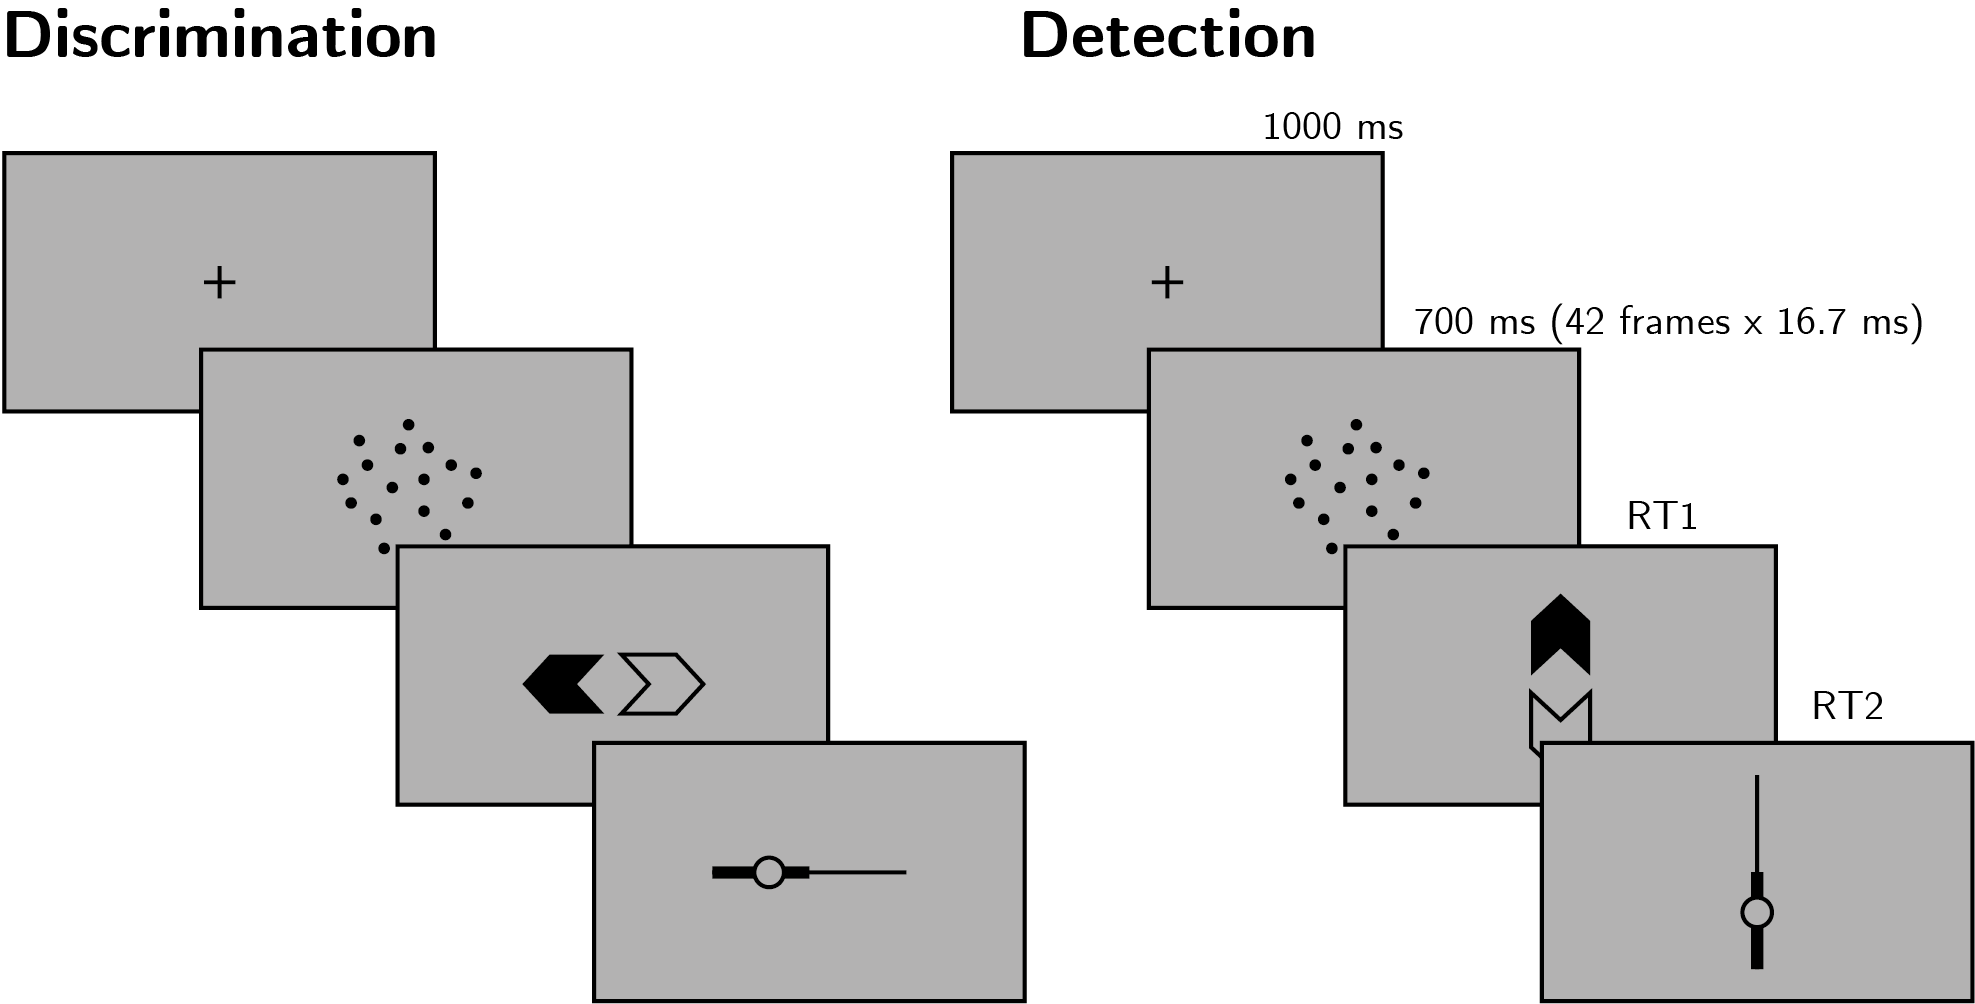 Discrimination
Detection
1000 ms
700 ms (42 frames x 16.7 ms)
RT1
RT2